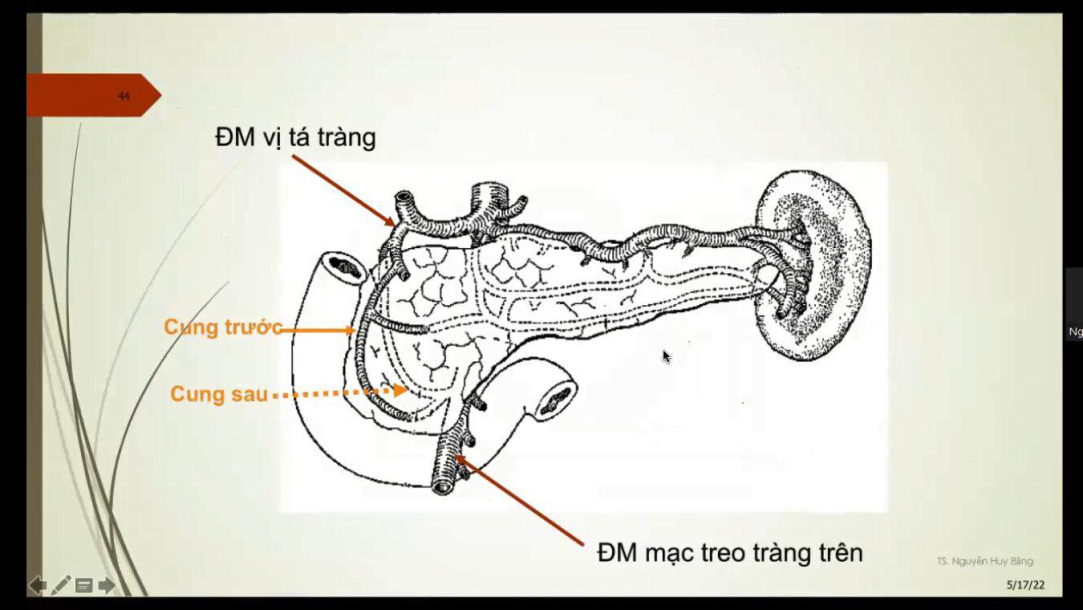 44
ĐM vị tá tràng
Cung trước
Cung sau
ĐM mạc treo tràng trên
TS. Nguyễn Huy Bằng
5/17/22
Ng